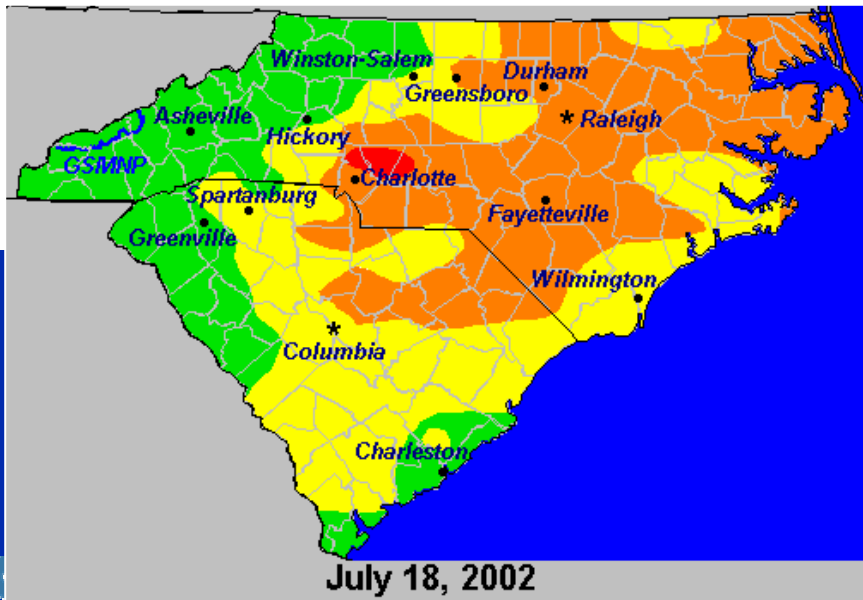 Winston-Salem
Greensboro
Durham
Asheville
Hickory
Raleigh
GSMNP
Charlotte
Spartanburg
Fayetteville
Greenville
Wilmington
Columbia
Charleston
July 18, 2002